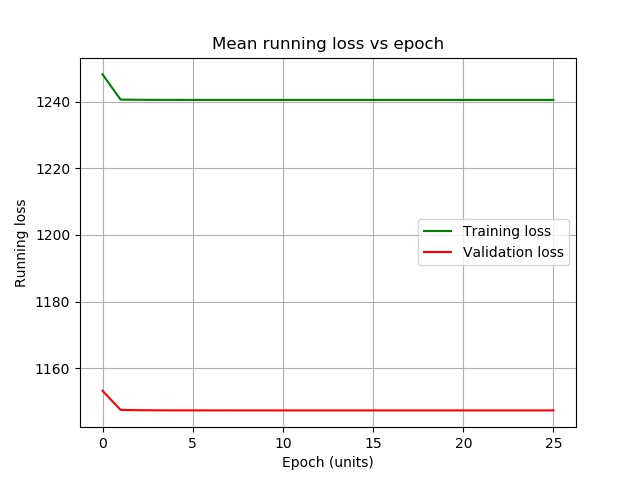 Mean running loss vs epoch
Running loss
1240
1220
1200
1180
1160
Training loss
Validation loss
0 5 10 15 20 25
Epoch (units)